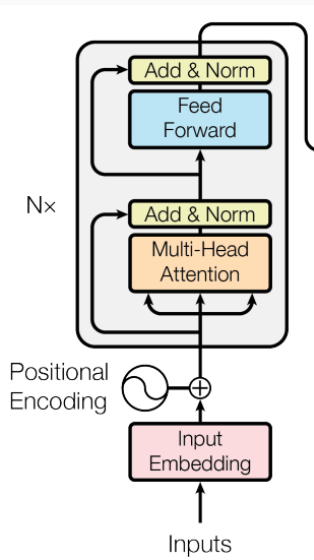 Add & Norm
Feed
Forward
N×
Add & Norm
Multi-Head
Attention
Positional
Encoding
Input
Embedding
Inputs